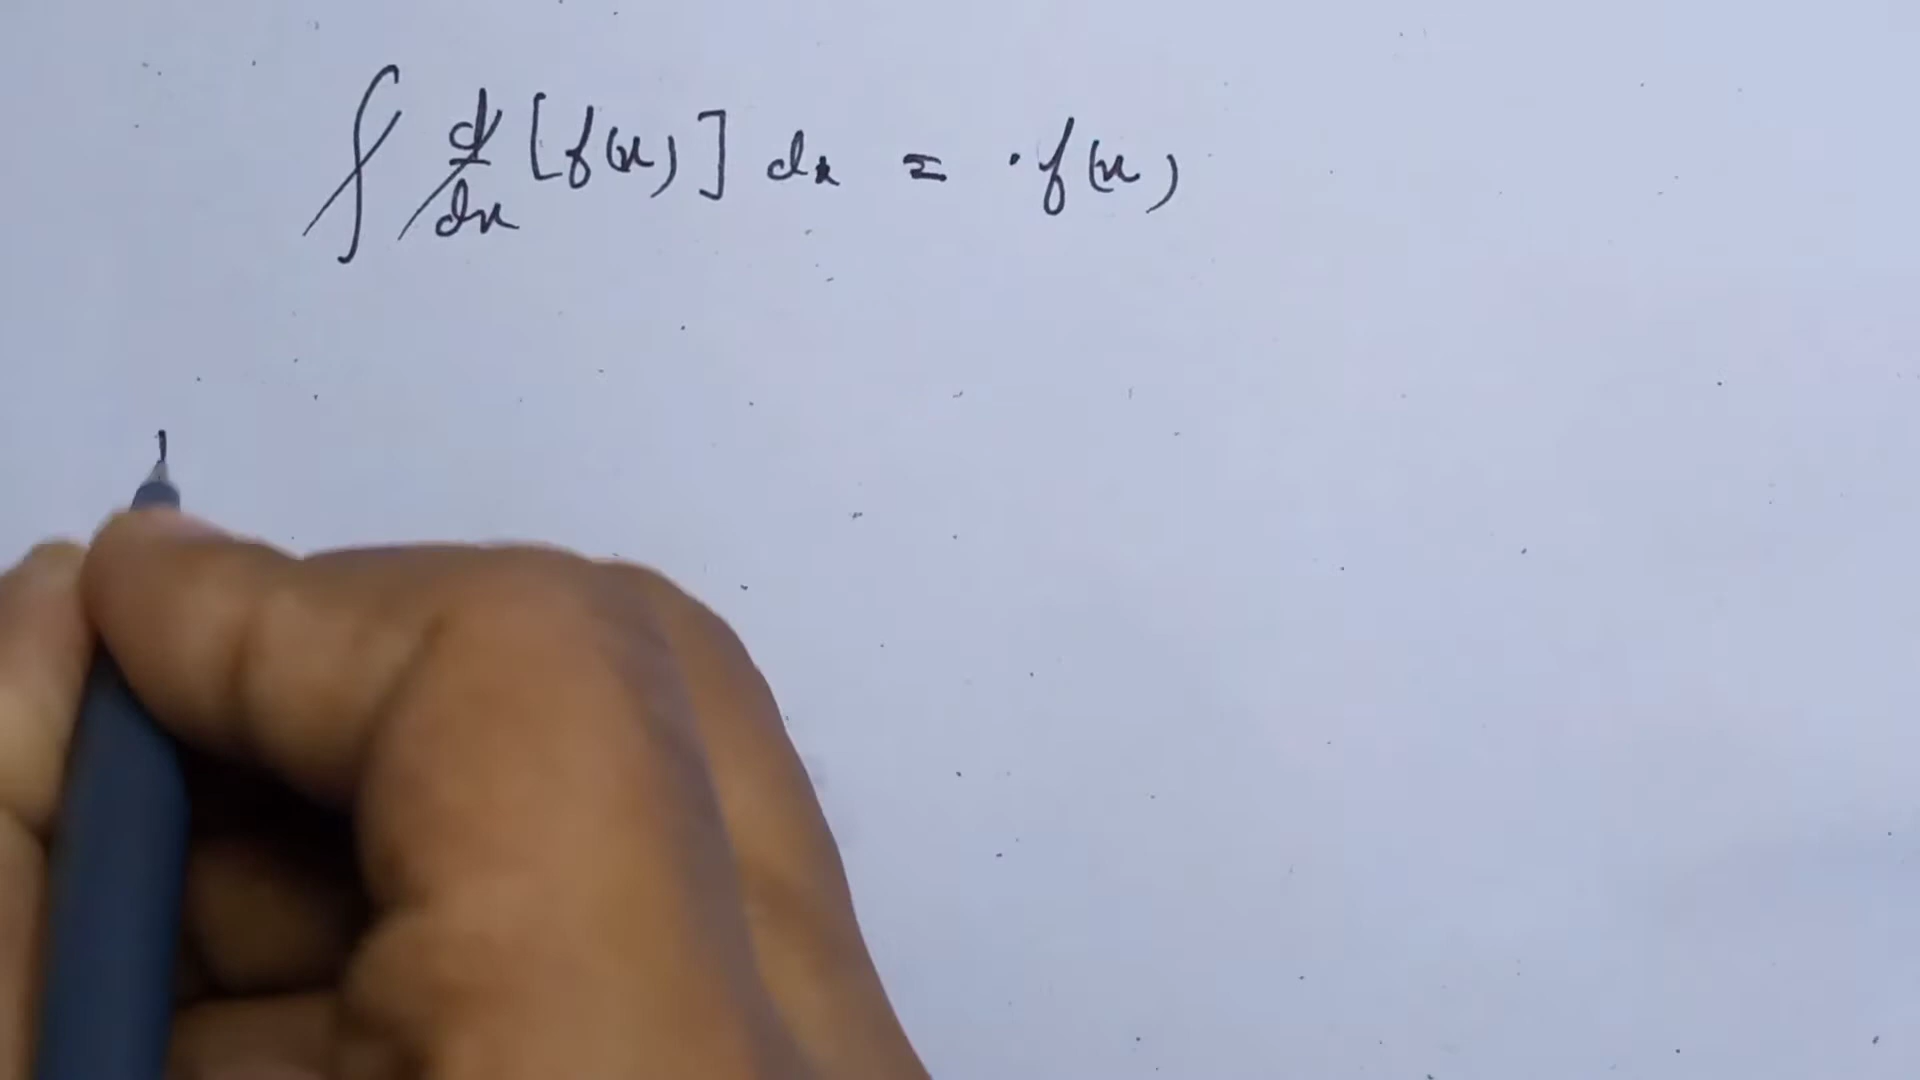 ∫ d/dx [f(x)] dx = f(x)